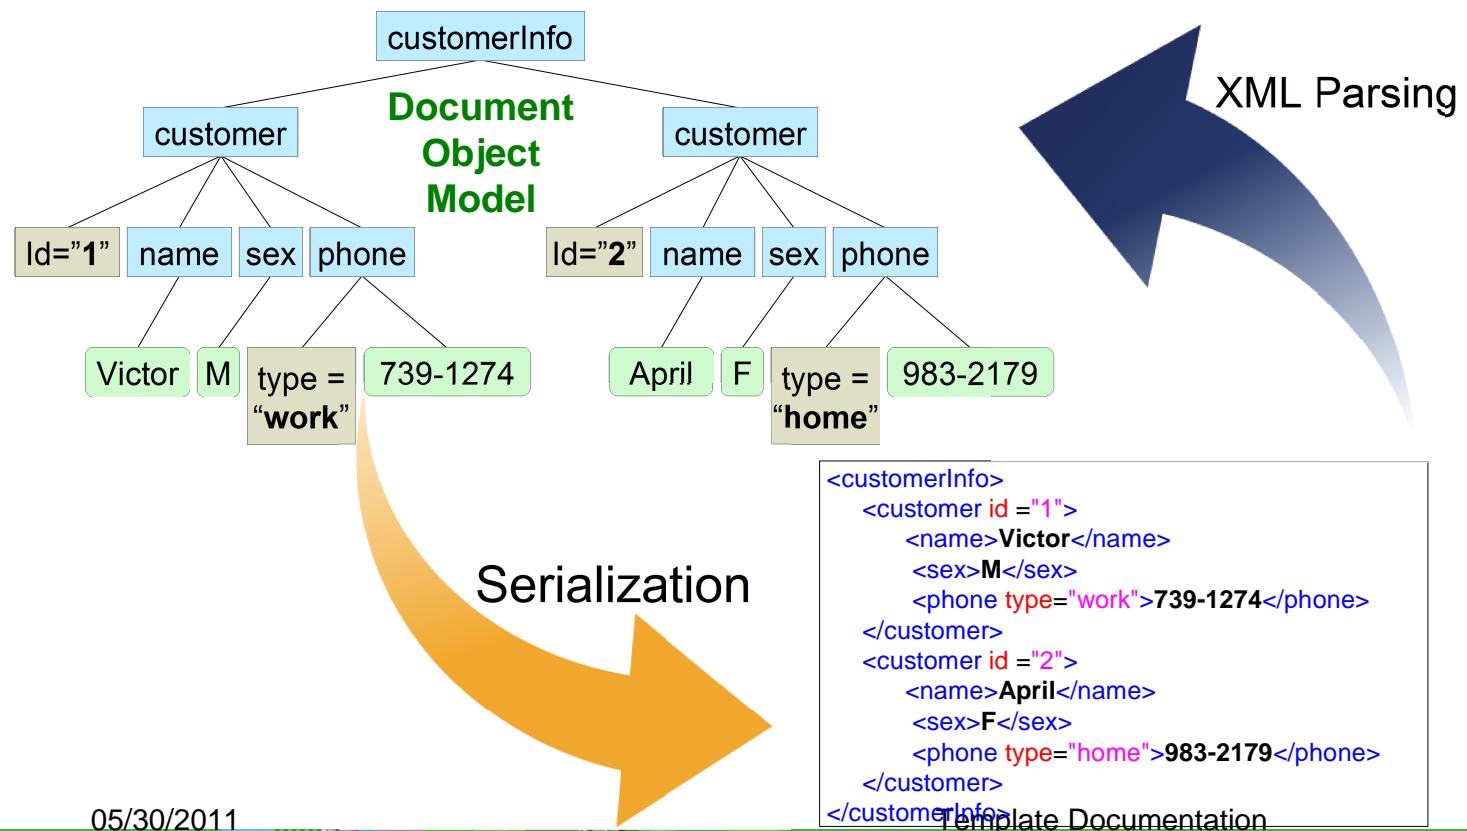 customerInfo
XML Parsing
Document
Object
Model
customer
customer
Id="1"
name
sex
phone
Id="2"
name
sex
phone
Victor
M
type =
“work”
739-1274
April
F
type =
“home”
983-2179
Serialization
<customerInfo>
<customer id ="1">
<name>Victor</name>
<sex>M</sex>
<phone type="work">739-1274</phone>
</customer>
<customer id ="2">
<name>April</name>
<sex>F</sex>
<phone type="home">983-2179</phone>
</customer>
</customerInfo>
05/30/2011
Template Documentation